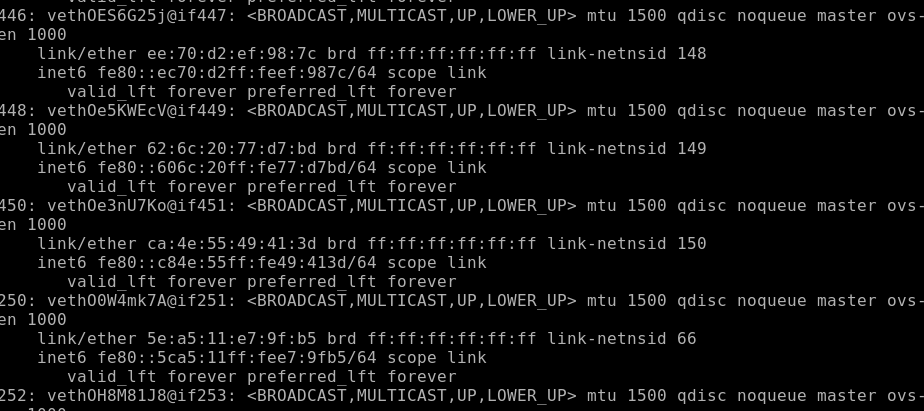 valid_lft forever preferred_lft forever
446: vethOES6G25j@if447: <BROADCAST,MULTICAST,UP,LOWER_UP> mtu 1500 qdisc noqueue master ovs-
en 1000
link/ether ee:70:d2:ef:98:7c brd ff:ff:ff:ff:ff:ff link-netnsid 148
inet6 fe80::ec70:d2ff:feef:987c/64 scope link
valid_lft forever preferred_lft forever
448: vethOe5KWEcV@if449: <BROADCAST,MULTICAST,UP,LOWER_UP> mtu 1500 qdisc noqueue master ovs-
en 1000
link/ether 62:6c:20:77:d7:bd brd ff:ff:ff:ff:ff:ff link-netnsid 149
inet6 fe80::606c:20ff:fe77:d7bd/64 scope link
valid_lft forever preferred_lft forever
450: vethOe3nU7Ko@if451: <BROADCAST,MULTICAST,UP,LOWER_UP> mtu 1500 qdisc noqueue master ovs-
en 1000
link/ether ca:4e:55:49:41:3d brd ff:ff:ff:ff:ff:ff link-netnsid 150
inet6 fe80::c84e:55ff:fe49:413d/64 scope link
valid_lft forever preferred_lft forever
250: vethO0W4mk7A@if251: <BROADCAST,MULTICAST,UP,LOWER_UP> mtu 1500 qdisc noqueue master ovs-
en 1000
link/ether 5e:a5:11:e7:9f:b5 brd ff:ff:ff:ff:ff:ff link-netnsid 66
inet6 fe80::5ca5:11ff:fee7:9fb5/64 scope link
valid_lft forever preferred_lft forever
252: vethOH8M81J8@if253: <BROADCAST,MULTICAST,UP,LOWER_UP> mtu 1500 qdisc noqueue master ovs-
en 1000